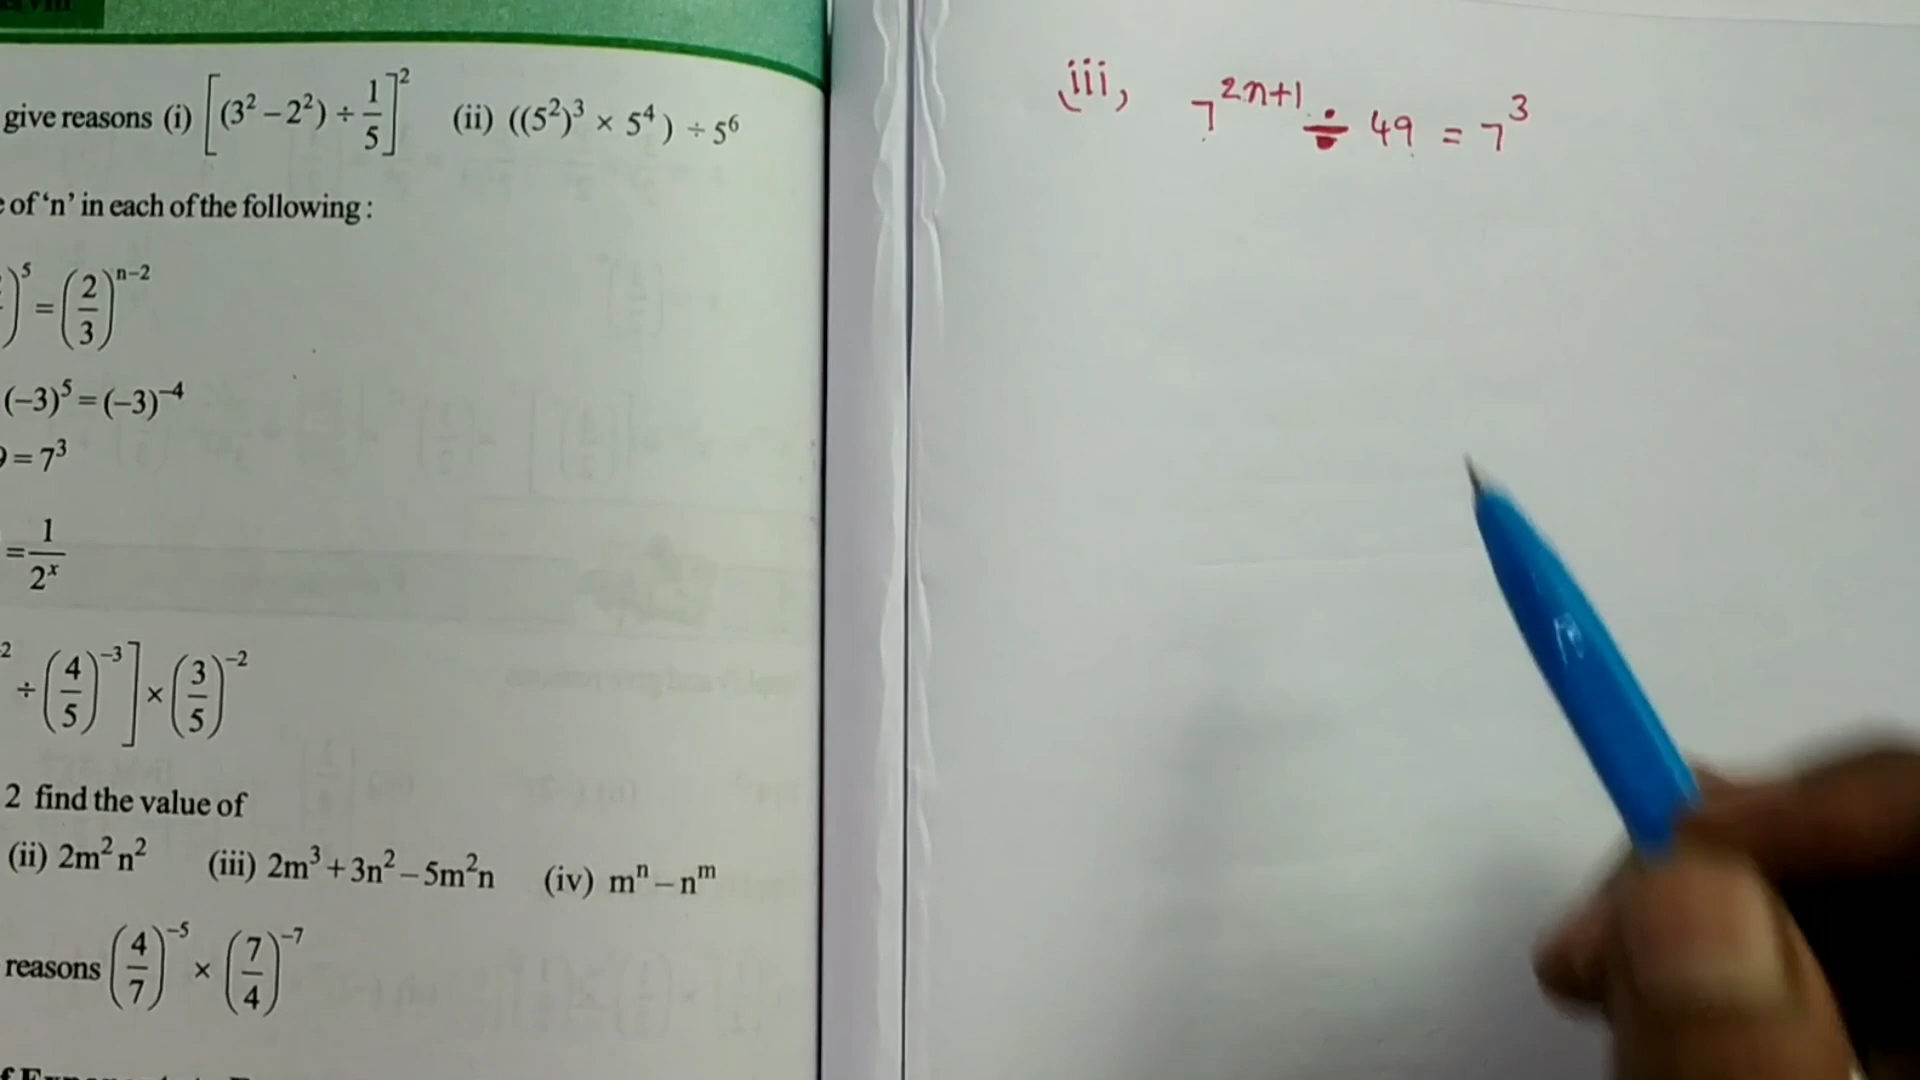 give reasons (i) [(3² − 2²) ÷ 1/5]² (ii) ((5²)³ × 5⁴) ÷ 5⁶
of 'n' in each of the following :
)⁵ = (2/3)ⁿ⁻²
(−3)⁵ = (−3)⁻⁴
= 7³
= 1/2ˣ
÷ (4/5)⁻³] × (3/5)⁻²
2 find the value of
(ii) 2m²n² (iii) 2m³ + 3n² − 5m²n (iv) mⁿ − nᵐ
reasons (4/7)⁻⁵ × (7/4)⁻⁷
iii, 7²ⁿ⁺¹ ÷ 49 = 7³